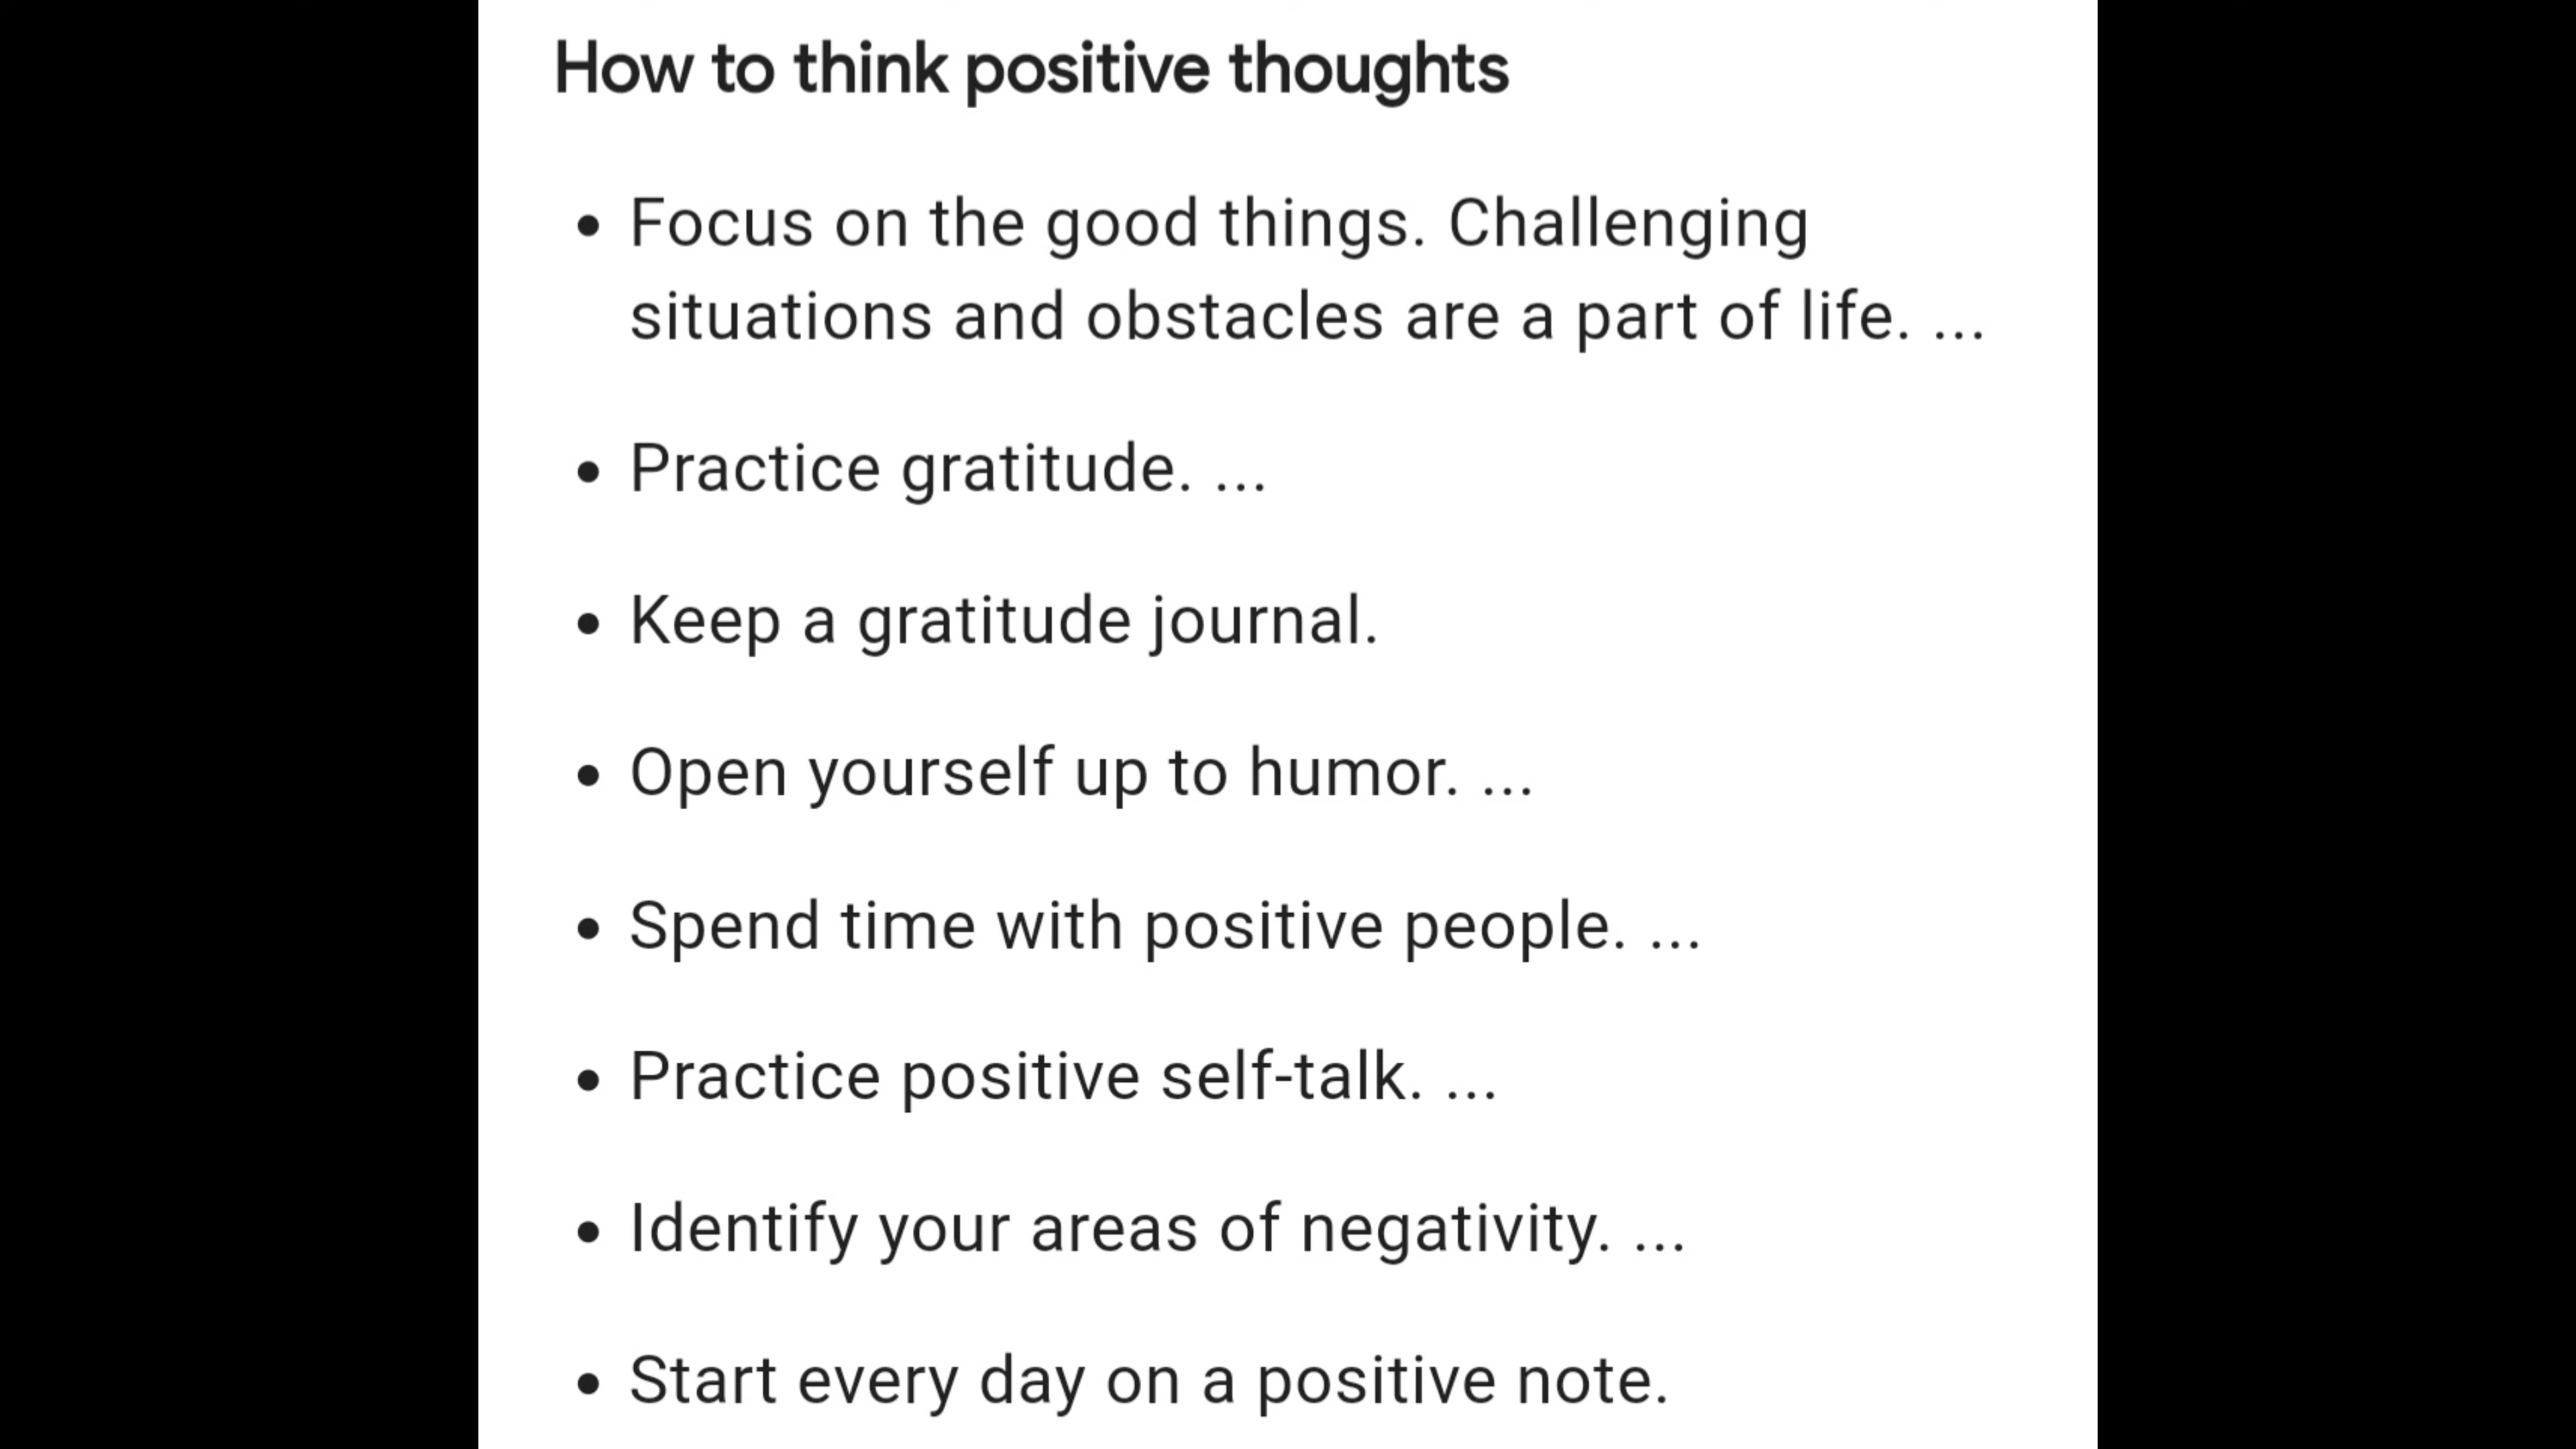 How to think positive thoughts
• Focus on the good things. Challenging
situations and obstacles are a part of life. ...
• Practice gratitude. ...
• Keep a gratitude journal.
• Open yourself up to humor. ...
• Spend time with positive people. ...
• Practice positive self-talk. ...
• Identify your areas of negativity. ...
• Start every day on a positive note.